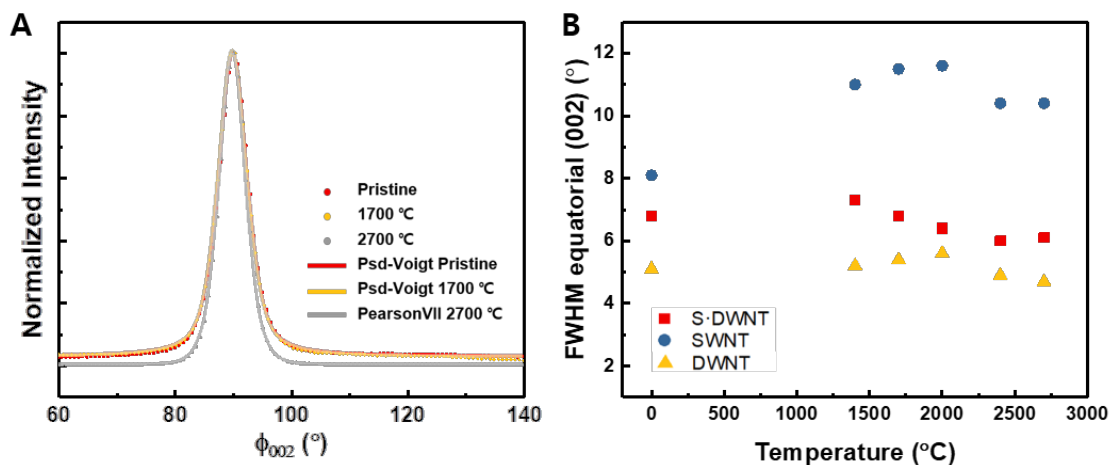 A
Normalized Intensity
Pristine
1700 ℃
2700 ℃
Psd-Voigt Pristine
Psd-Voigt 1700 ℃
PearsonVII 2700 ℃
60
80
100
120
140
ϕ002 (°)
B
FWHM equatorial (002) (°)
12
10
8
6
4
2
S·DWNT
SWNT
DWNT
0
500
1000
1500
2000
2500
3000
Temperature (°C)